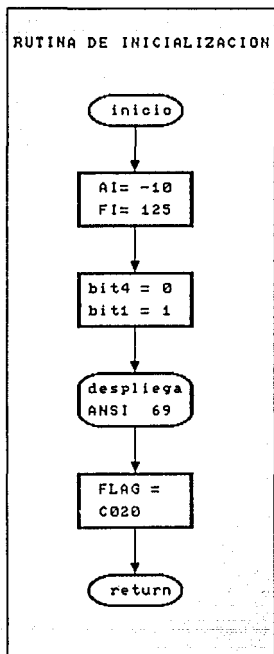 RUTINA DE INICIALIZACION
inicio
AI= -10
FI= 125
bit4 = 0
bit1 = 1
despliega
ANSI 69
FLAG =
C020
return